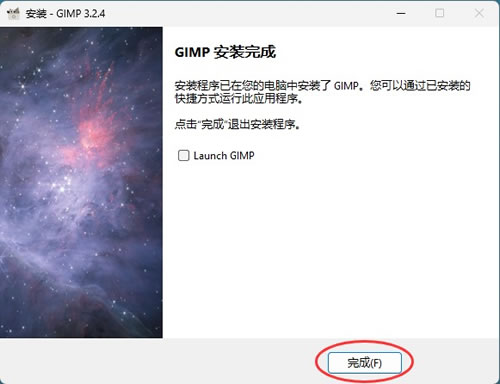 安装 - GIMP 3.2.4
GIMP 安装完成
安装程序已在您的电脑中安装了 GIMP。您可以通过已安装的
快捷方式运行此应用程序。
点击“完成”退出安装程序。
Launch GIMP
完成(F)